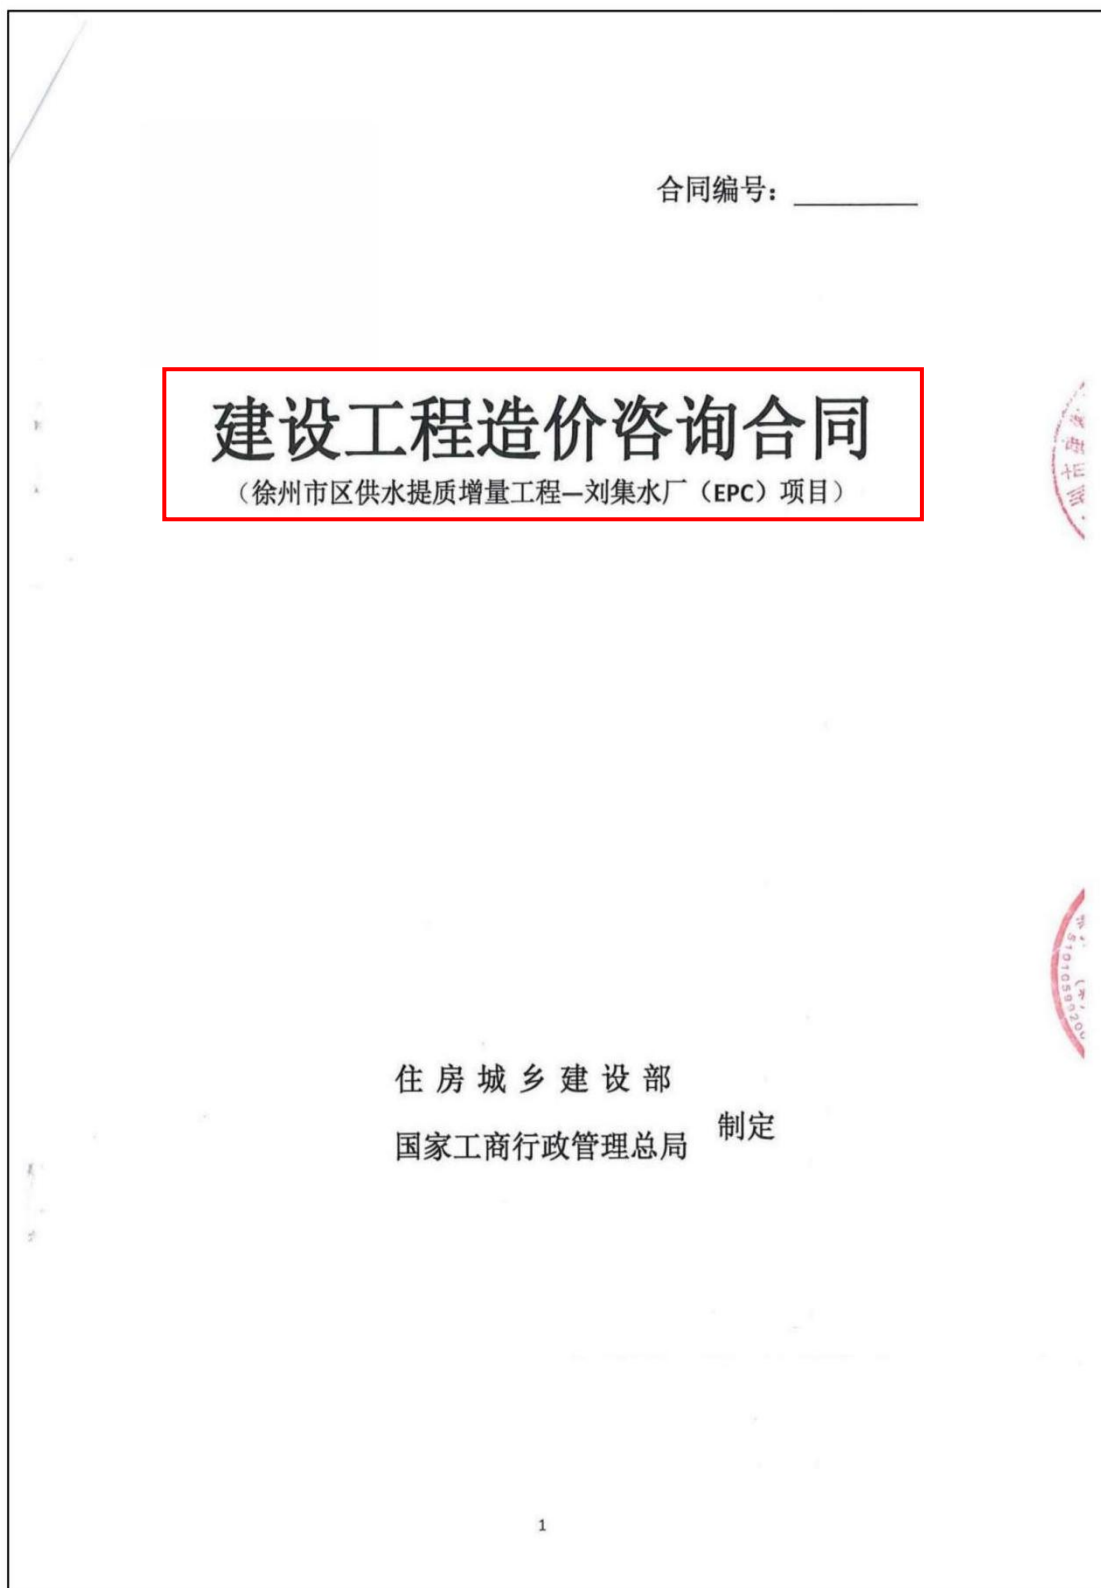 合同编号：
建设工程造价咨询合同
（徐州市区供水提质增量工程—刘集水厂（EPC）项目）
住房城乡建设部
国家工商行政管理总局
制定
1